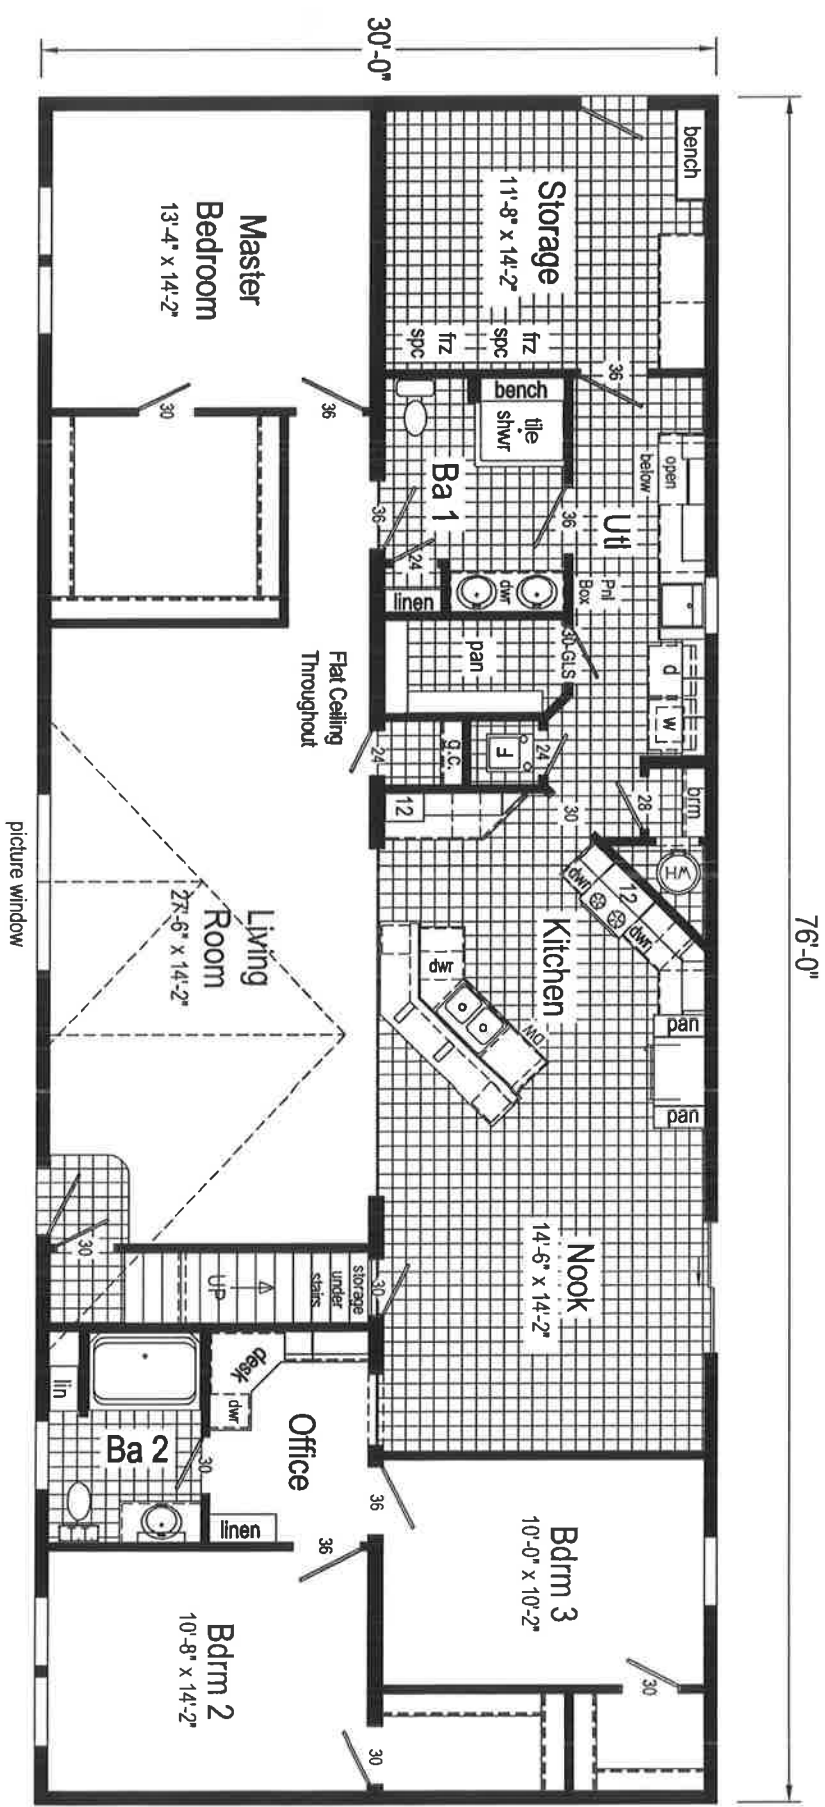 30'-0"
76'-0"
bench
Storage
11'-8" x 14'-2"
frz
spc
frz
spc
36
Master
Bedroom
13'-4" x 14'-2"
30
36
bench
tile
shwr
Ba 1
36
36
24
linen
dwr
open
below
Utl
Pnl
Box
d
w
30-GLS
pan
g.c.
24
F
24
30
28
brm
WH
Flat Ceiling
Throughout
12
12
dwr
dwr
Kitchen
dwr
DW
pan
pan
Living
Room
27'-6" x 14'-2"
picture window
Nook
14'-6" x 14'-2"
30
30
UP
storage
under
stairs
lin
Ba 2
30
desk
dwr
Office
linen
36
36
Bdrm 3
10'-0" x 10'-2"
30
Bdrm 2
10'-8" x 14'-2"
30